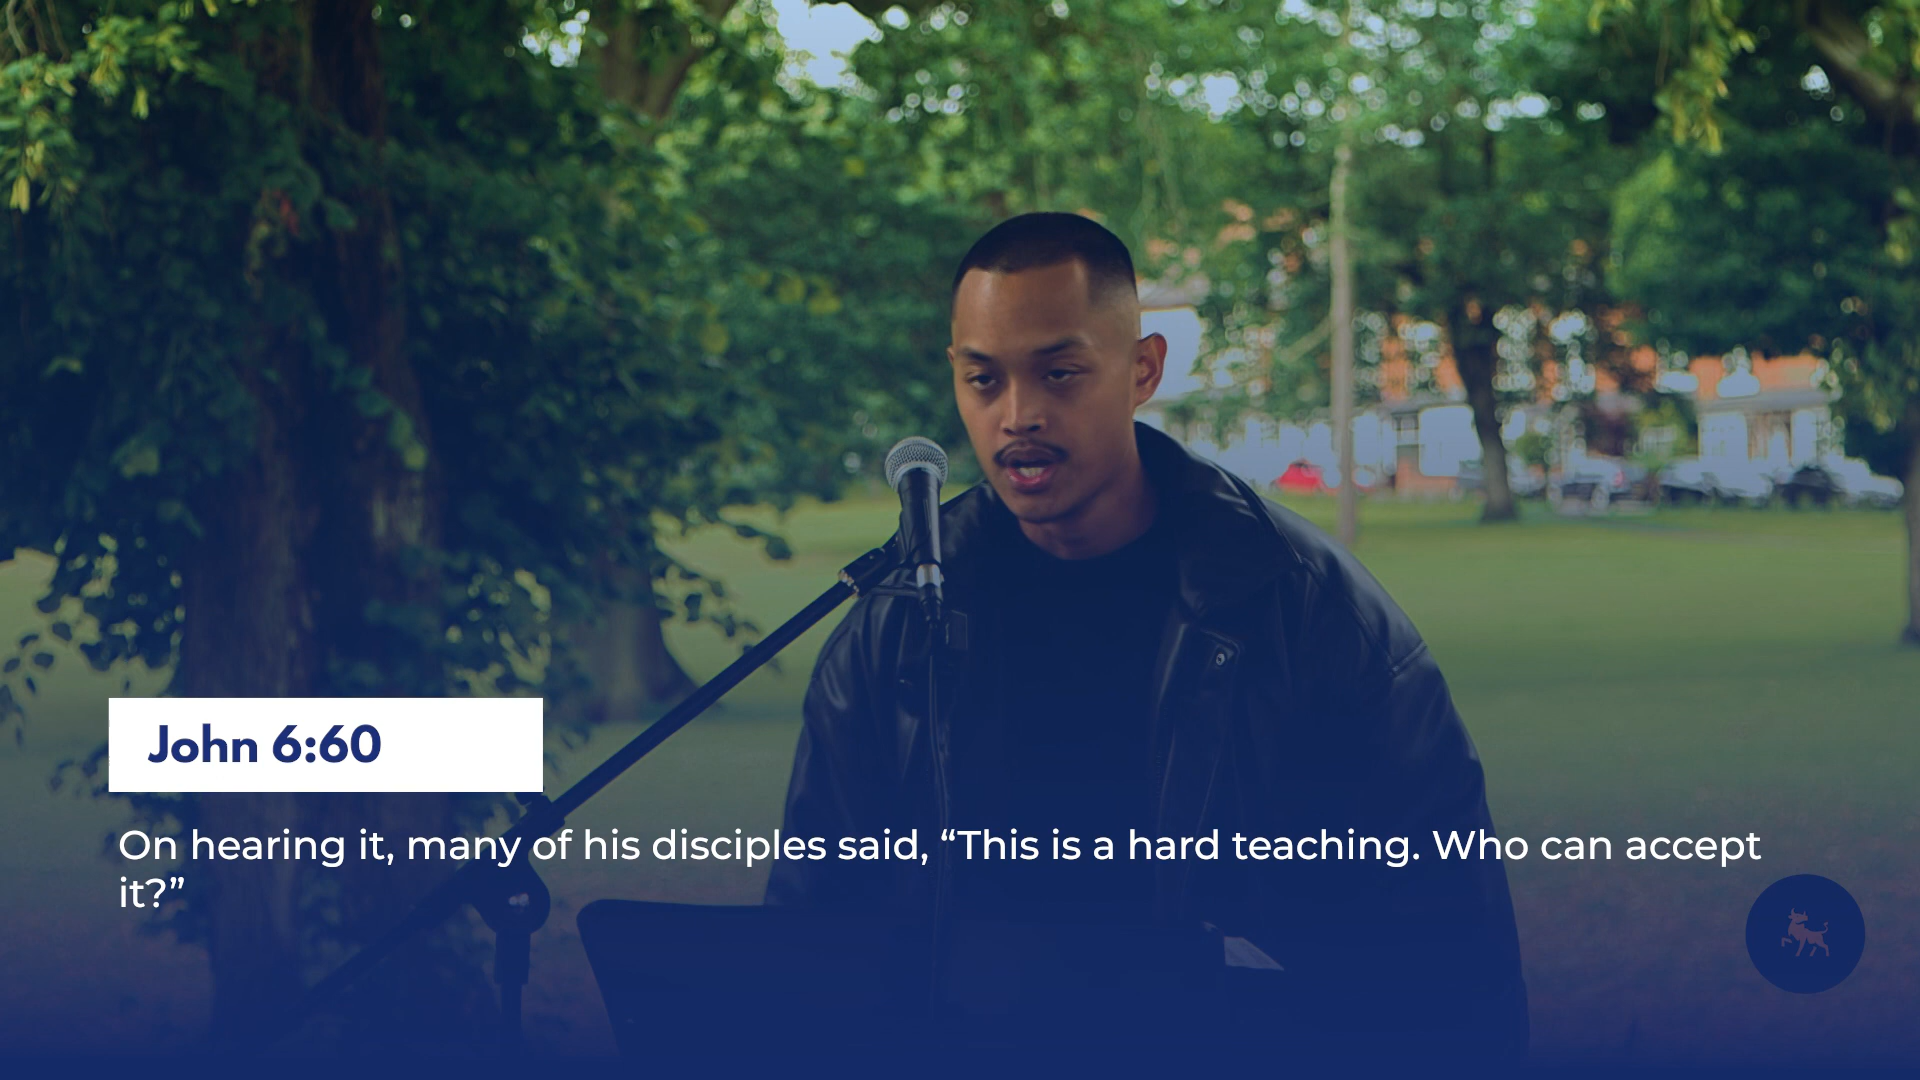 John 6:60
On hearing it, many of his disciples said, “This is a hard teaching. Who can accept
it?”